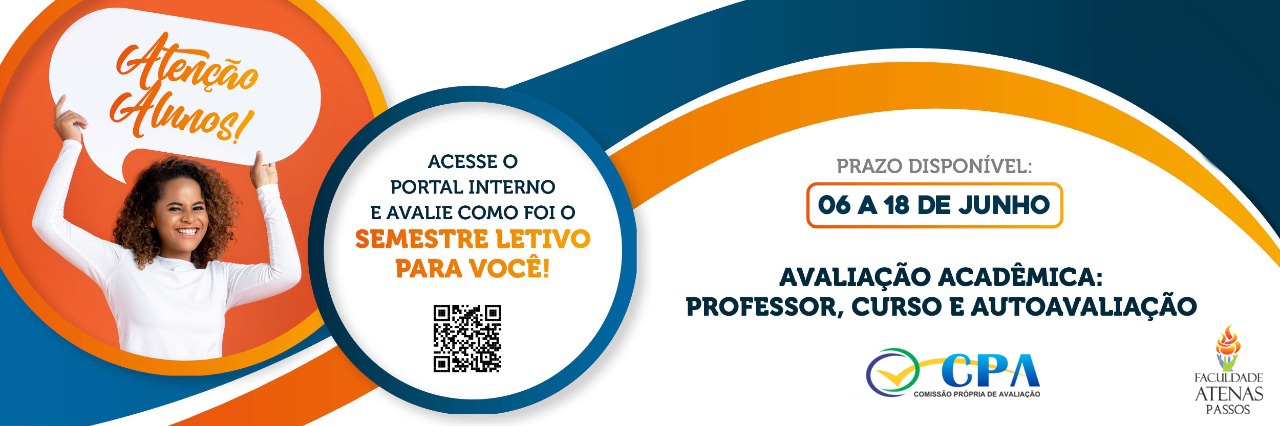 Atenção
Alunos!
ACESSE O
PORTAL INTERNO
E AVALIE COMO FOI O
SEMESTRE LETIVO
PARA VOCÊ!
PRAZO DISPONÍVEL:
06 A 18 DE JUNHO
AVALIAÇÃO ACADÊMICA:
PROFESSOR, CURSO E AUTOAVALIAÇÃO
CPA
COMISSÃO PRÓPRIA DE AVALIAÇÃO
FACULDADE
ATENAS
PASSOS